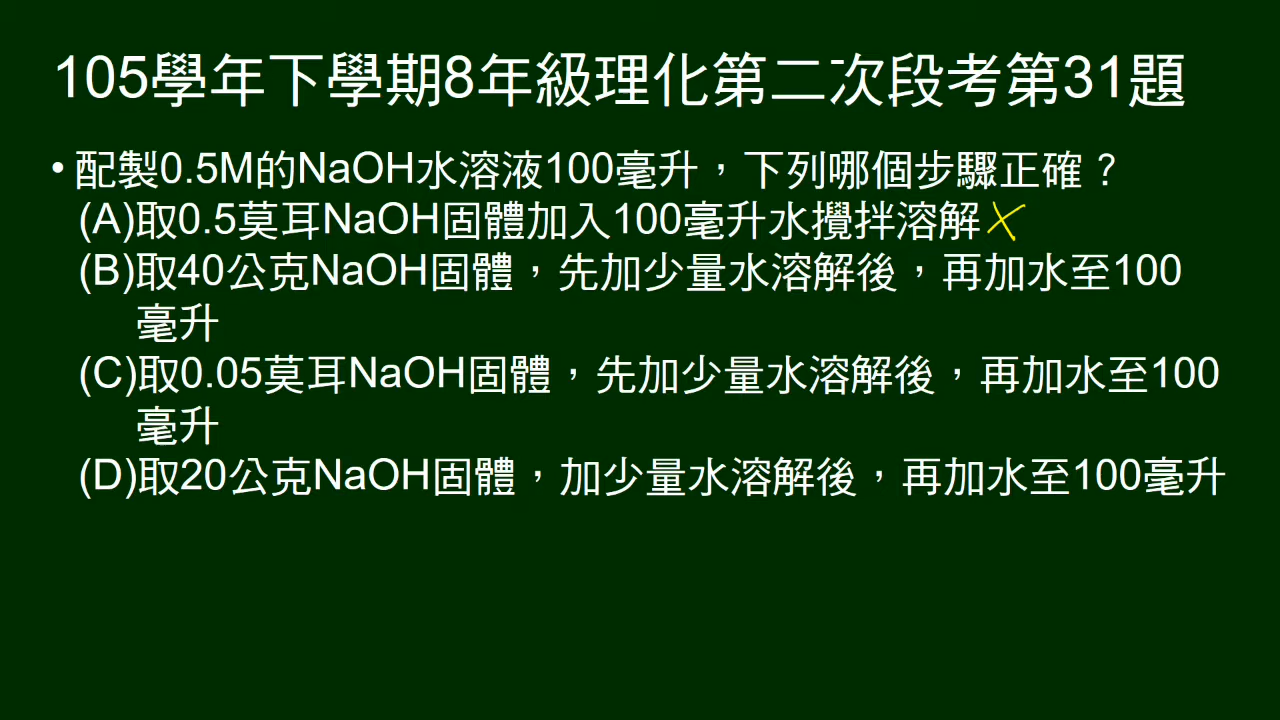 105學年下學期8年級理化第二次段考第31題
• 配製0.5M的NaOH水溶液100毫升，下列哪個步驟正確？
(A)取0.5莫耳NaOH固體加入100毫升水攪拌溶解
(B)取40公克NaOH固體，先加少量水溶解後，再加水至100
毫升
(C)取0.05莫耳NaOH固體，先加少量水溶解後，再加水至100
毫升
(D)取20公克NaOH固體，加少量水溶解後，再加水至100毫升